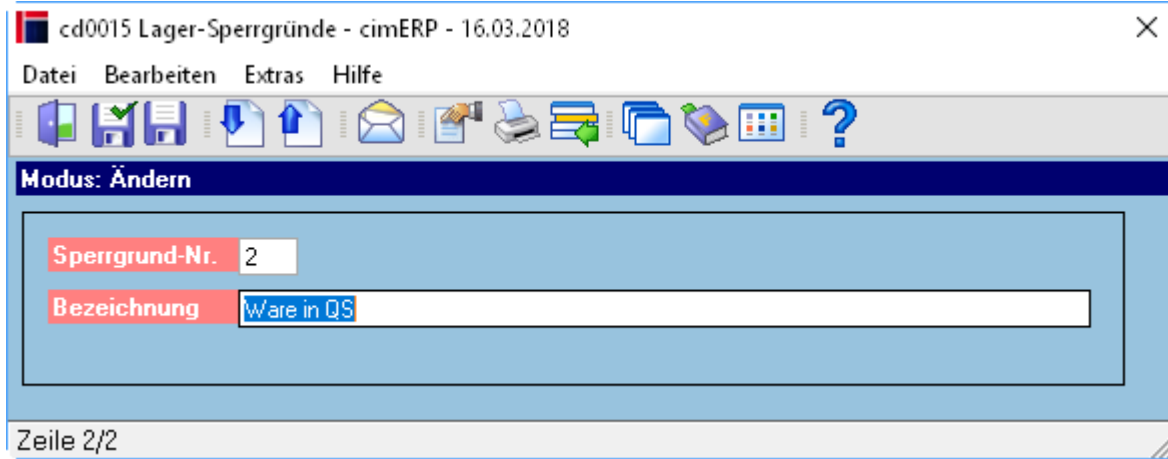 cd0015 Lager-Sperrgründe - cimERP - 16.03.2018
Datei Bearbeiten Extras Hilfe
Modus: Ändern
Sperrgrund-Nr. 2
Bezeichnung Ware in QS
Zeile 2/2